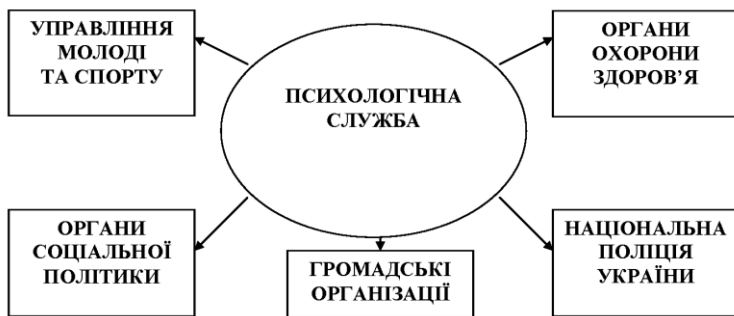 УПРАВЛІННЯ
МОЛОДІ
ТА СПОРТУ
ОРГАНИ
ОХОРОНИ
ЗДОРОВ’Я
ПСИХОЛОГІЧНА
СЛУЖБА
ОРГАНИ
СОЦІАЛЬНОЇ
ПОЛІТИКИ
ГРОМАДСЬКІ
ОРГАНІЗАЦІЇ
НАЦІОНАЛЬНА
ПОЛІЦІЯ
УКРАЇНИ